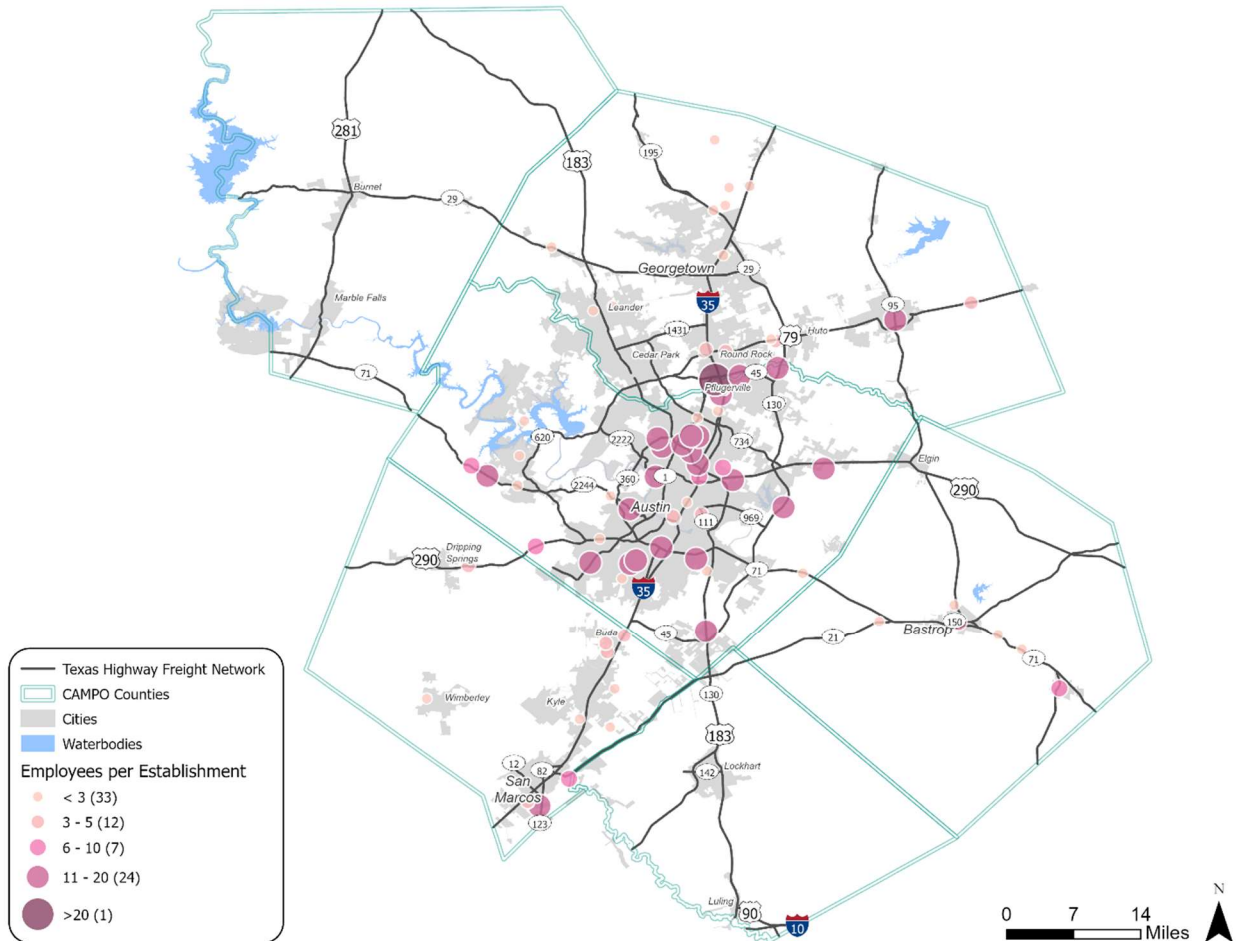 281
183
195
Burnet
29
Georgetown
29
35
Marble Falls
Leander
95
1431
79
Hutto
Cedar Park
Round Rock
71
45
Pflugerville
130
620
2222
734
Elgin
360
1
2244
290
Austin
111
969
Dripping
Springs
290
71
35
Buda
45
21
150
Bastrop
71
Wimberley
Kyle
130
183
12
82
San
Marcos
142
Lockhart
123
Luling
90
10
Texas Highway Freight Network
CAMPO Counties
Cities
Waterbodies
Employees per Establishment
< 3 (33)
3 - 5 (12)
6 - 10 (7)
11 - 20 (24)
>20 (1)
0 7 14
Miles
N